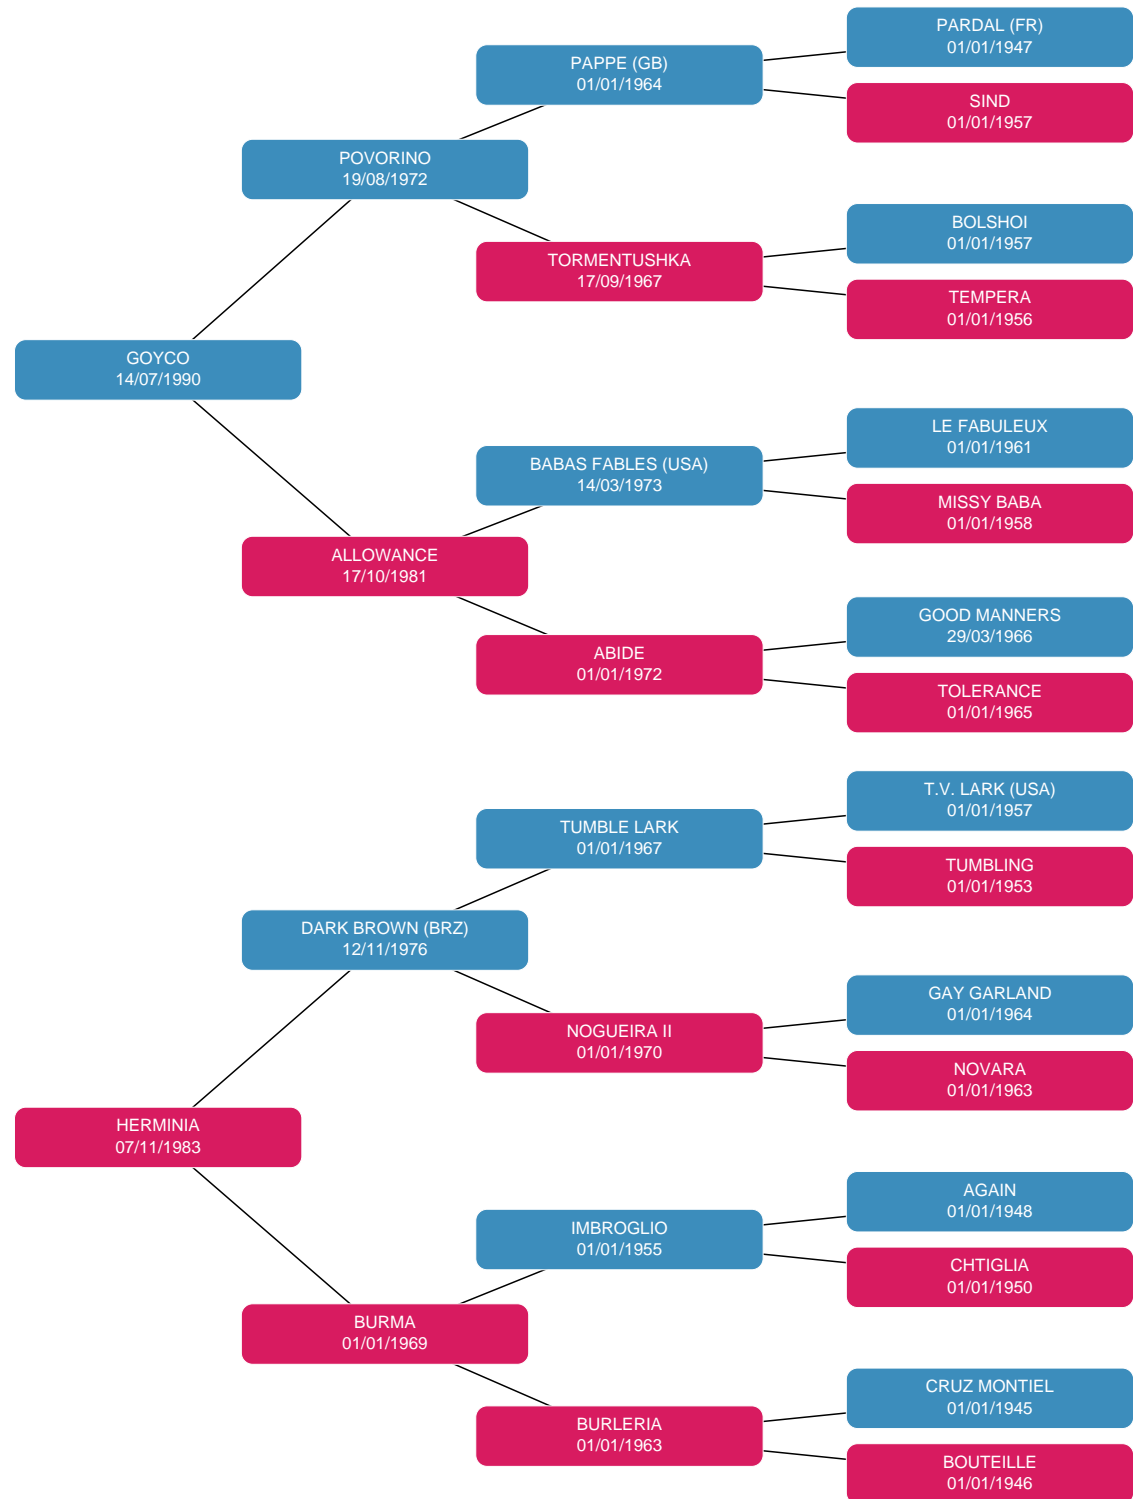 PARDAL (FR)
01/01/1947
PAPPE (GB)
01/01/1964
SIND
01/01/1957
POVORINO
19/08/1972
BOLSHOI
01/01/1957
TORMENTUSHKA
17/09/1967
TEMPERA
01/01/1956
GOYCO
14/07/1990
LE FABULEUX
01/01/1961
BABAS FABLES (USA)
14/03/1973
MISSY BABA
01/01/1958
ALLOWANCE
17/10/1981
GOOD MANNERS
29/03/1966
ABIDE
01/01/1972
TOLERANCE
01/01/1965
T.V. LARK (USA)
01/01/1957
TUMBLE LARK
01/01/1967
TUMBLING
01/01/1953
DARK BROWN (BRZ)
12/11/1976
GAY GARLAND
01/01/1964
NOGUEIRA II
01/01/1970
NOVARA
01/01/1963
HERMINIA
07/11/1983
AGAIN
01/01/1948
IMBROGLIO
01/01/1955
CHTIGLIA
01/01/1950
BURMA
01/01/1969
CRUZ MONTIEL
01/01/1945
BURLERIA
01/01/1963
BOUTEILLE
01/01/1946